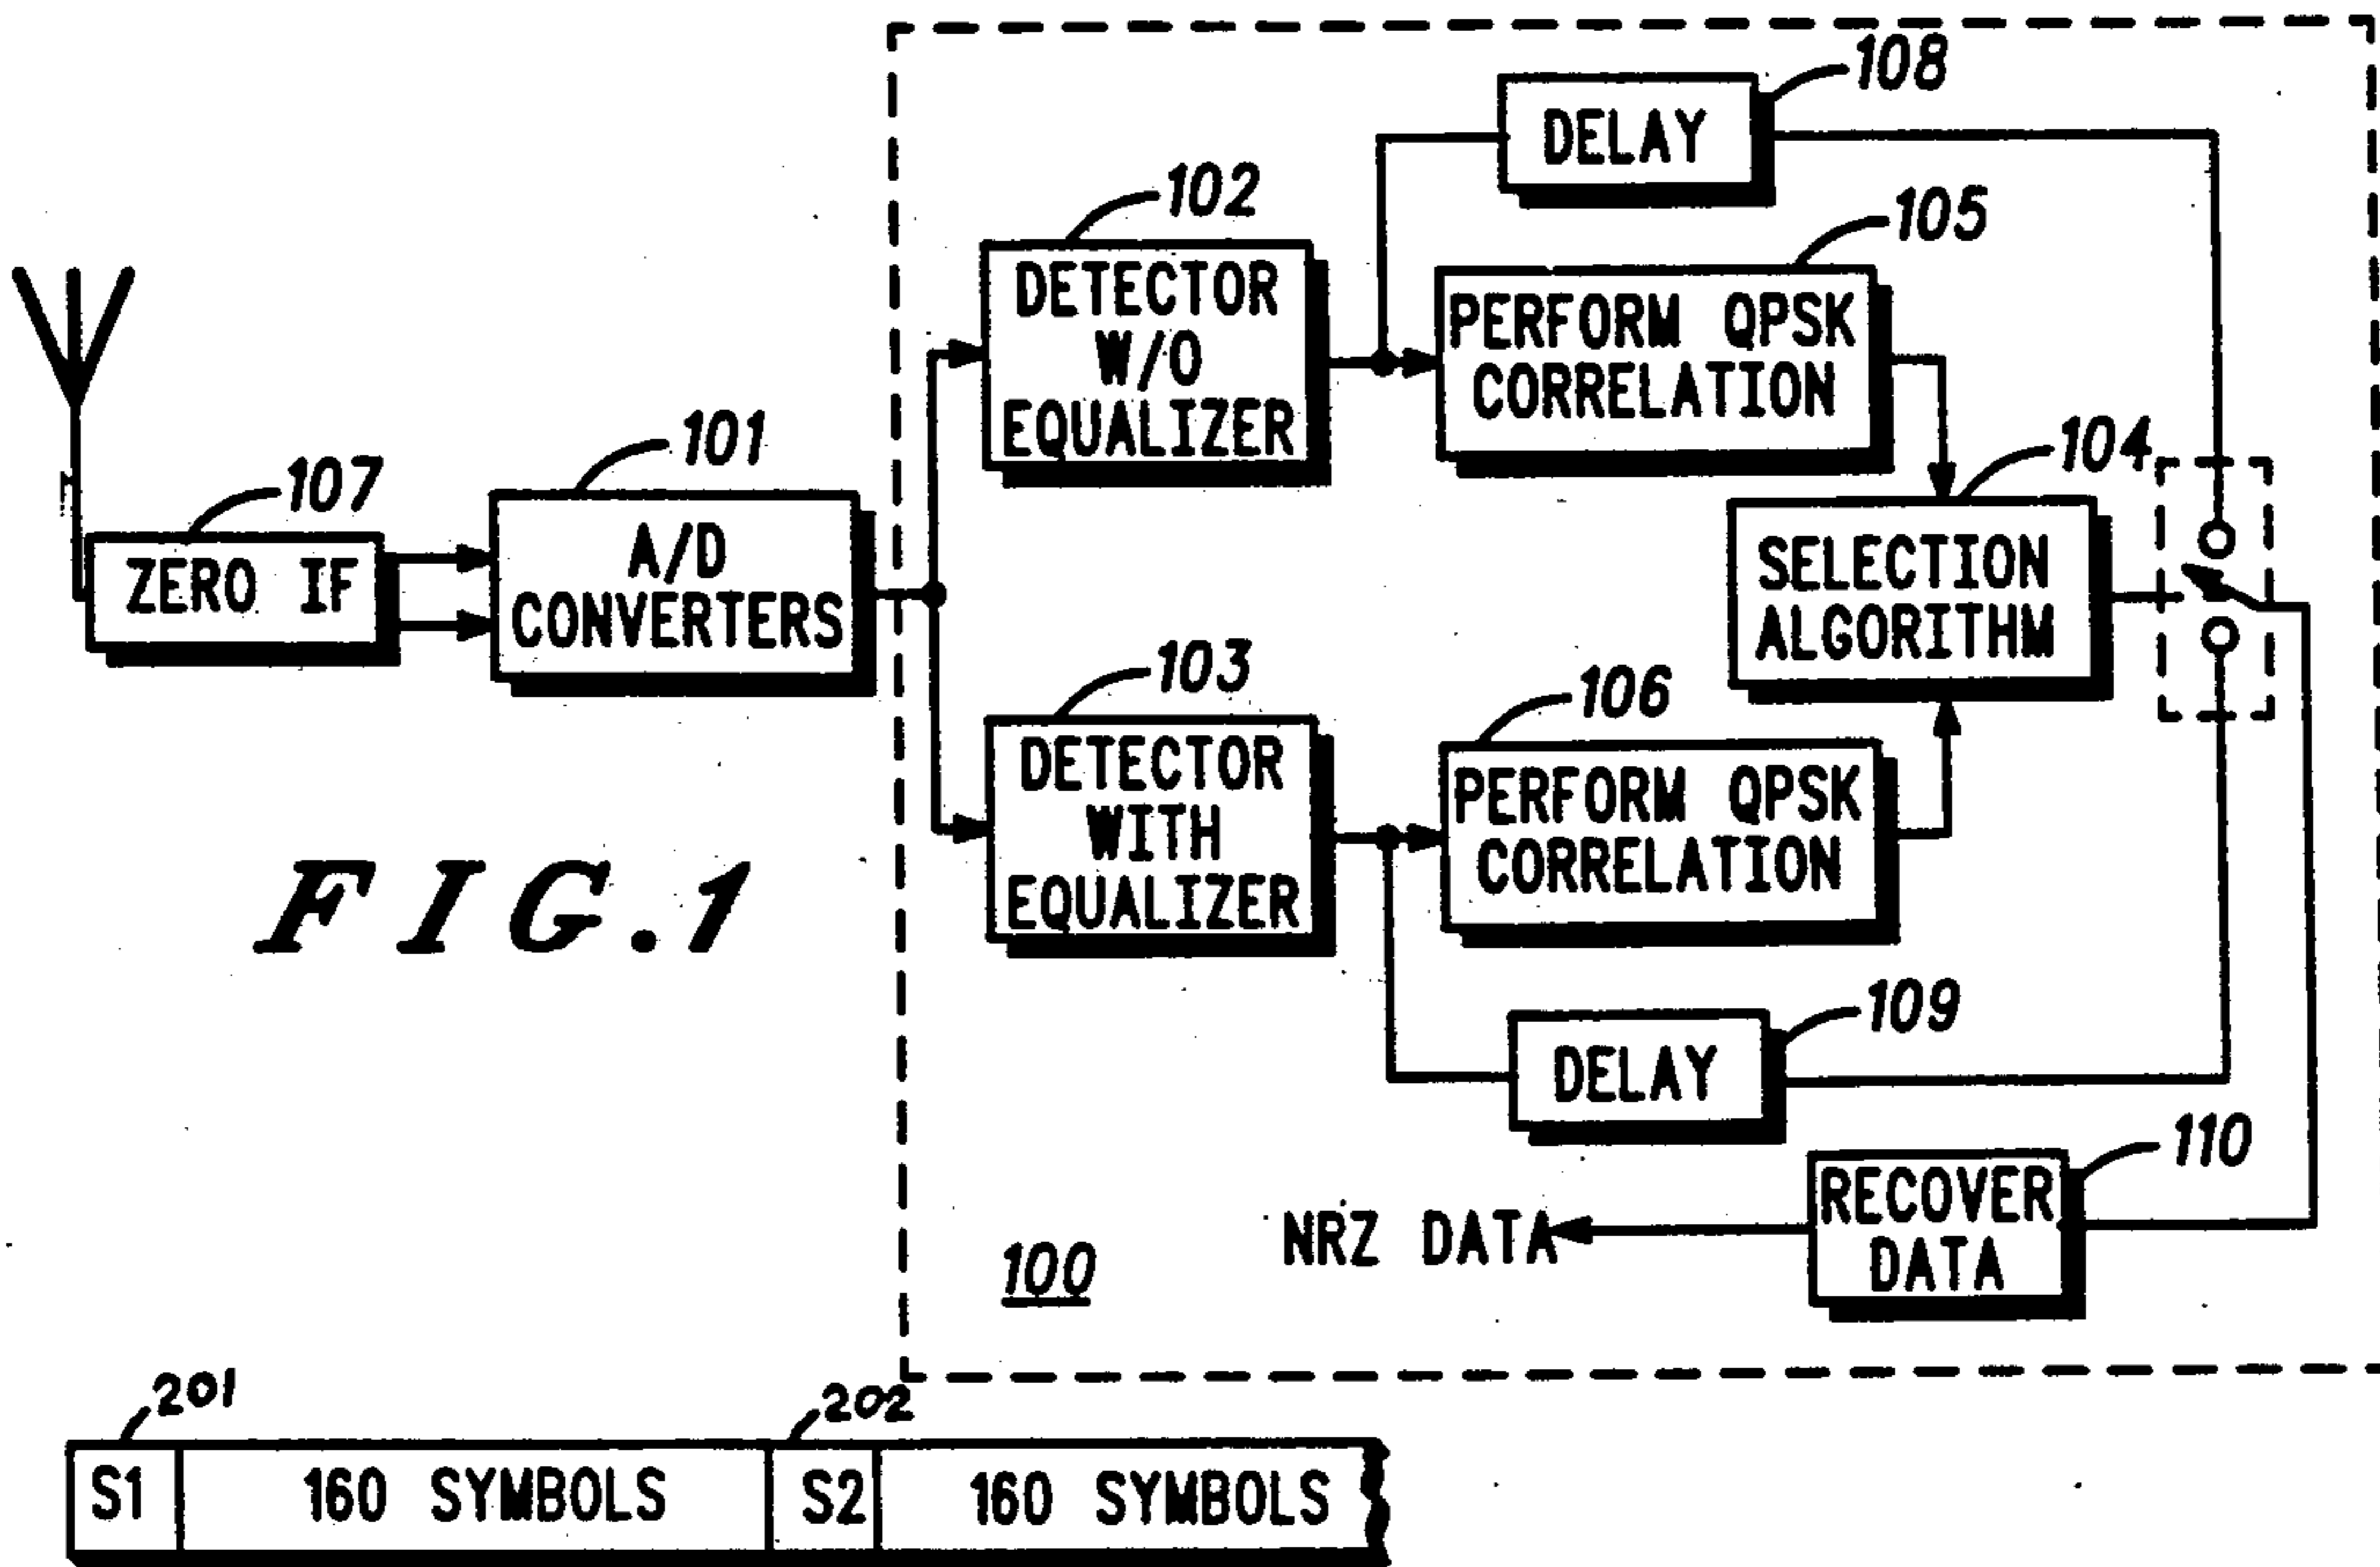 108
DELAY
102
105
DETECTOR
W/O
EQUALIZER
PERFORM QPSK
CORRELATION
101
107
104
A/D
CONVERTERS
ZERO IF
SELECTION
ALGORITHM
103
106
DETECTOR
WITH
EQUALIZER
PERFORM QPSK
CORRELATION
FIG.1
109
DELAY
110
RECOVER
DATA
NRZ DATA
100
201
202
S1
160 SYMBOLS
S2
160 SYMBOLS